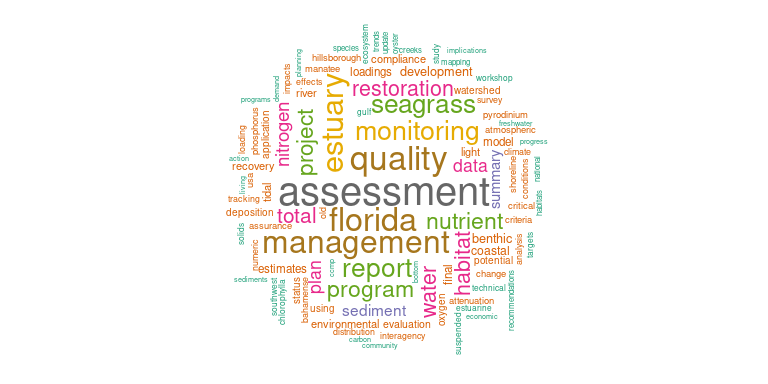 ecosystem
trends
update
oyster
species
creeks
implications
study
hillsborough
compliance
mapping
planning
manatee
loadings
development
workshop
impacts
effects
estuary
restoration
watershed
demand
river
seagrass
survey
programs
gulf
pyrodinium
nitrogen
project
monitoring
freshwater
atmospheric
phosphorus
application
loading
model
progress
quality
light
climate
action
recovery
data
summary
shoreline
conditions
national
living
usa
tidal
assessment
tracking
habitats
deposition
total
old
florida
nutrient
critical
criteria
assurance
solids
management
habitat
benthic
coastal
analysis
targets
numeric
potential
estimates
report
ccmp
bottom
water
final
change
sediments
southwest
chlorophylla
status
bahamense
plan
program
technical
recommendations
oxygen
attenuation
using
sediment
estuarine
economic
suspended
environmental
evaluation
distribution
interagency
carbon
community